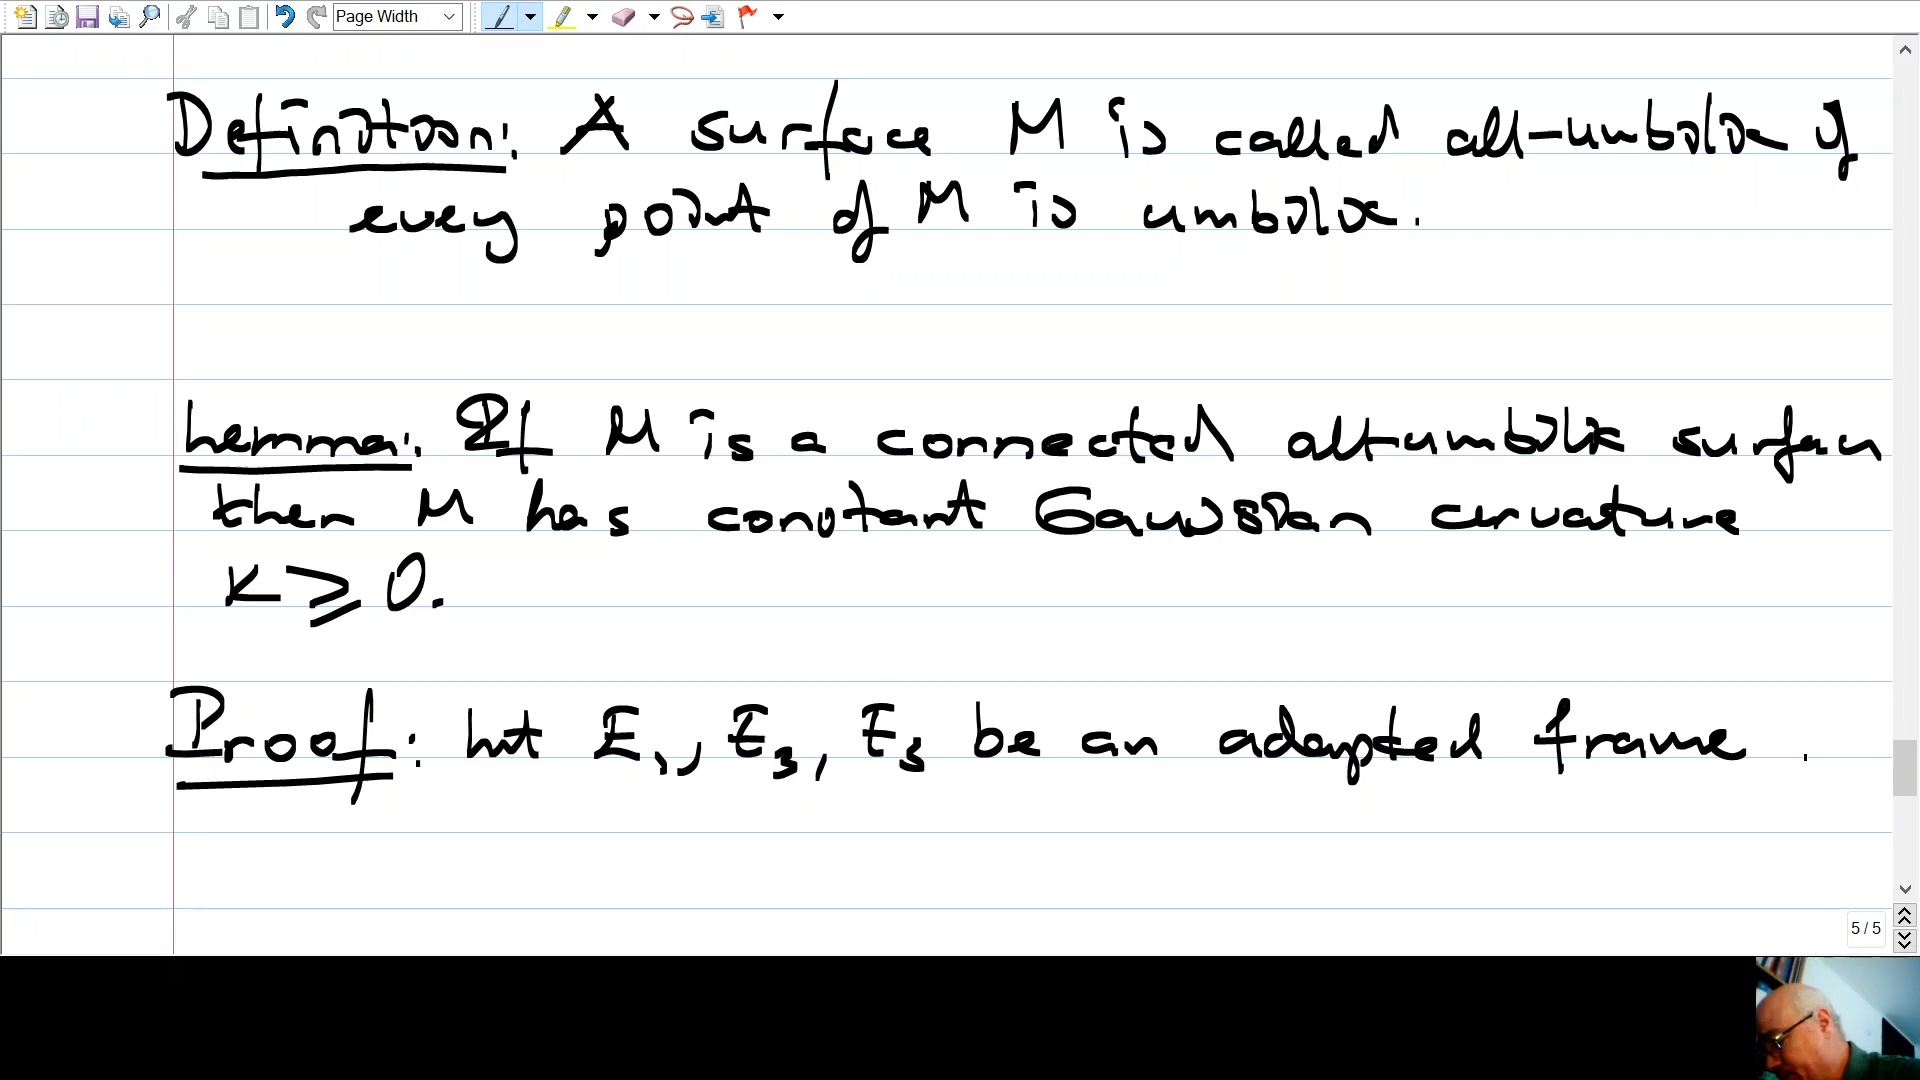 Page Width
Definition: A surface M is called all-umbilic if
every point of M is umbilic.
Lemma: If M is a connected all-umbilic surface
then M has constant Gaussian curvature
K ⩾ 0.
Proof: Let E₁, E₃, E₃ be an adapted frame.
5 / 5